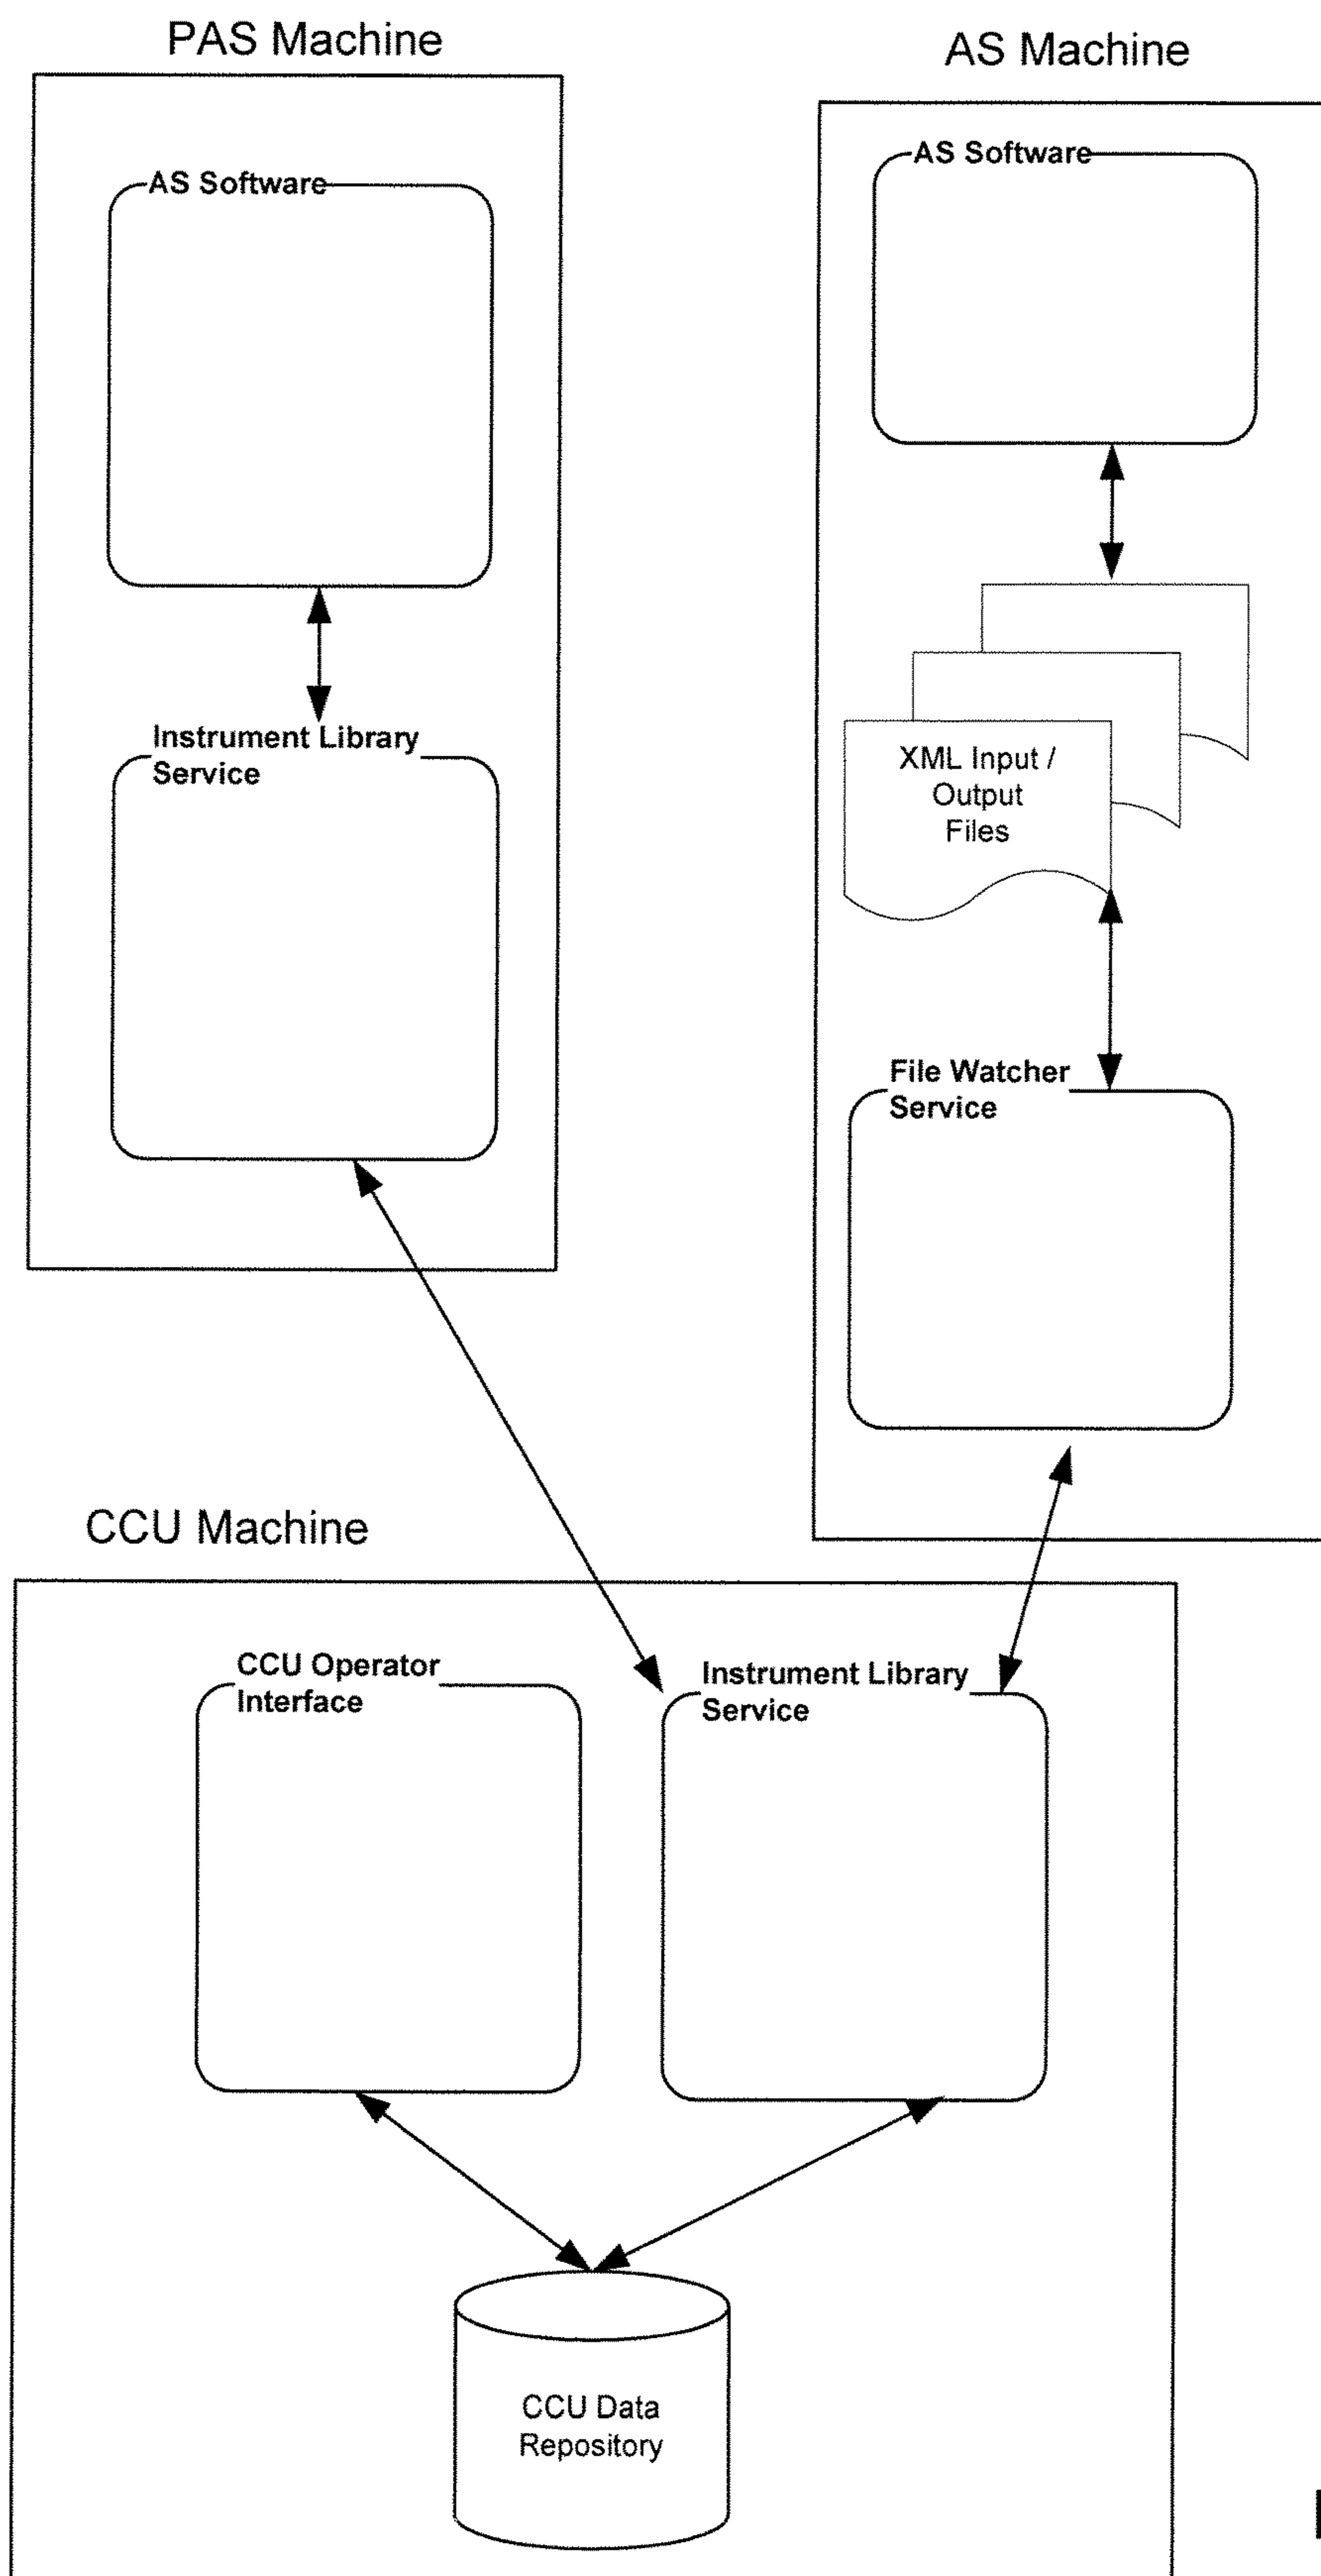 PAS Machine
AS Machine
AS Software
AS Software
Instrument Library
Service
XML Input /
Output
Files
File Watcher
Service
CCU Machine
CCU Operator
Interface
Instrument Library
Service
CCU Data
Repository